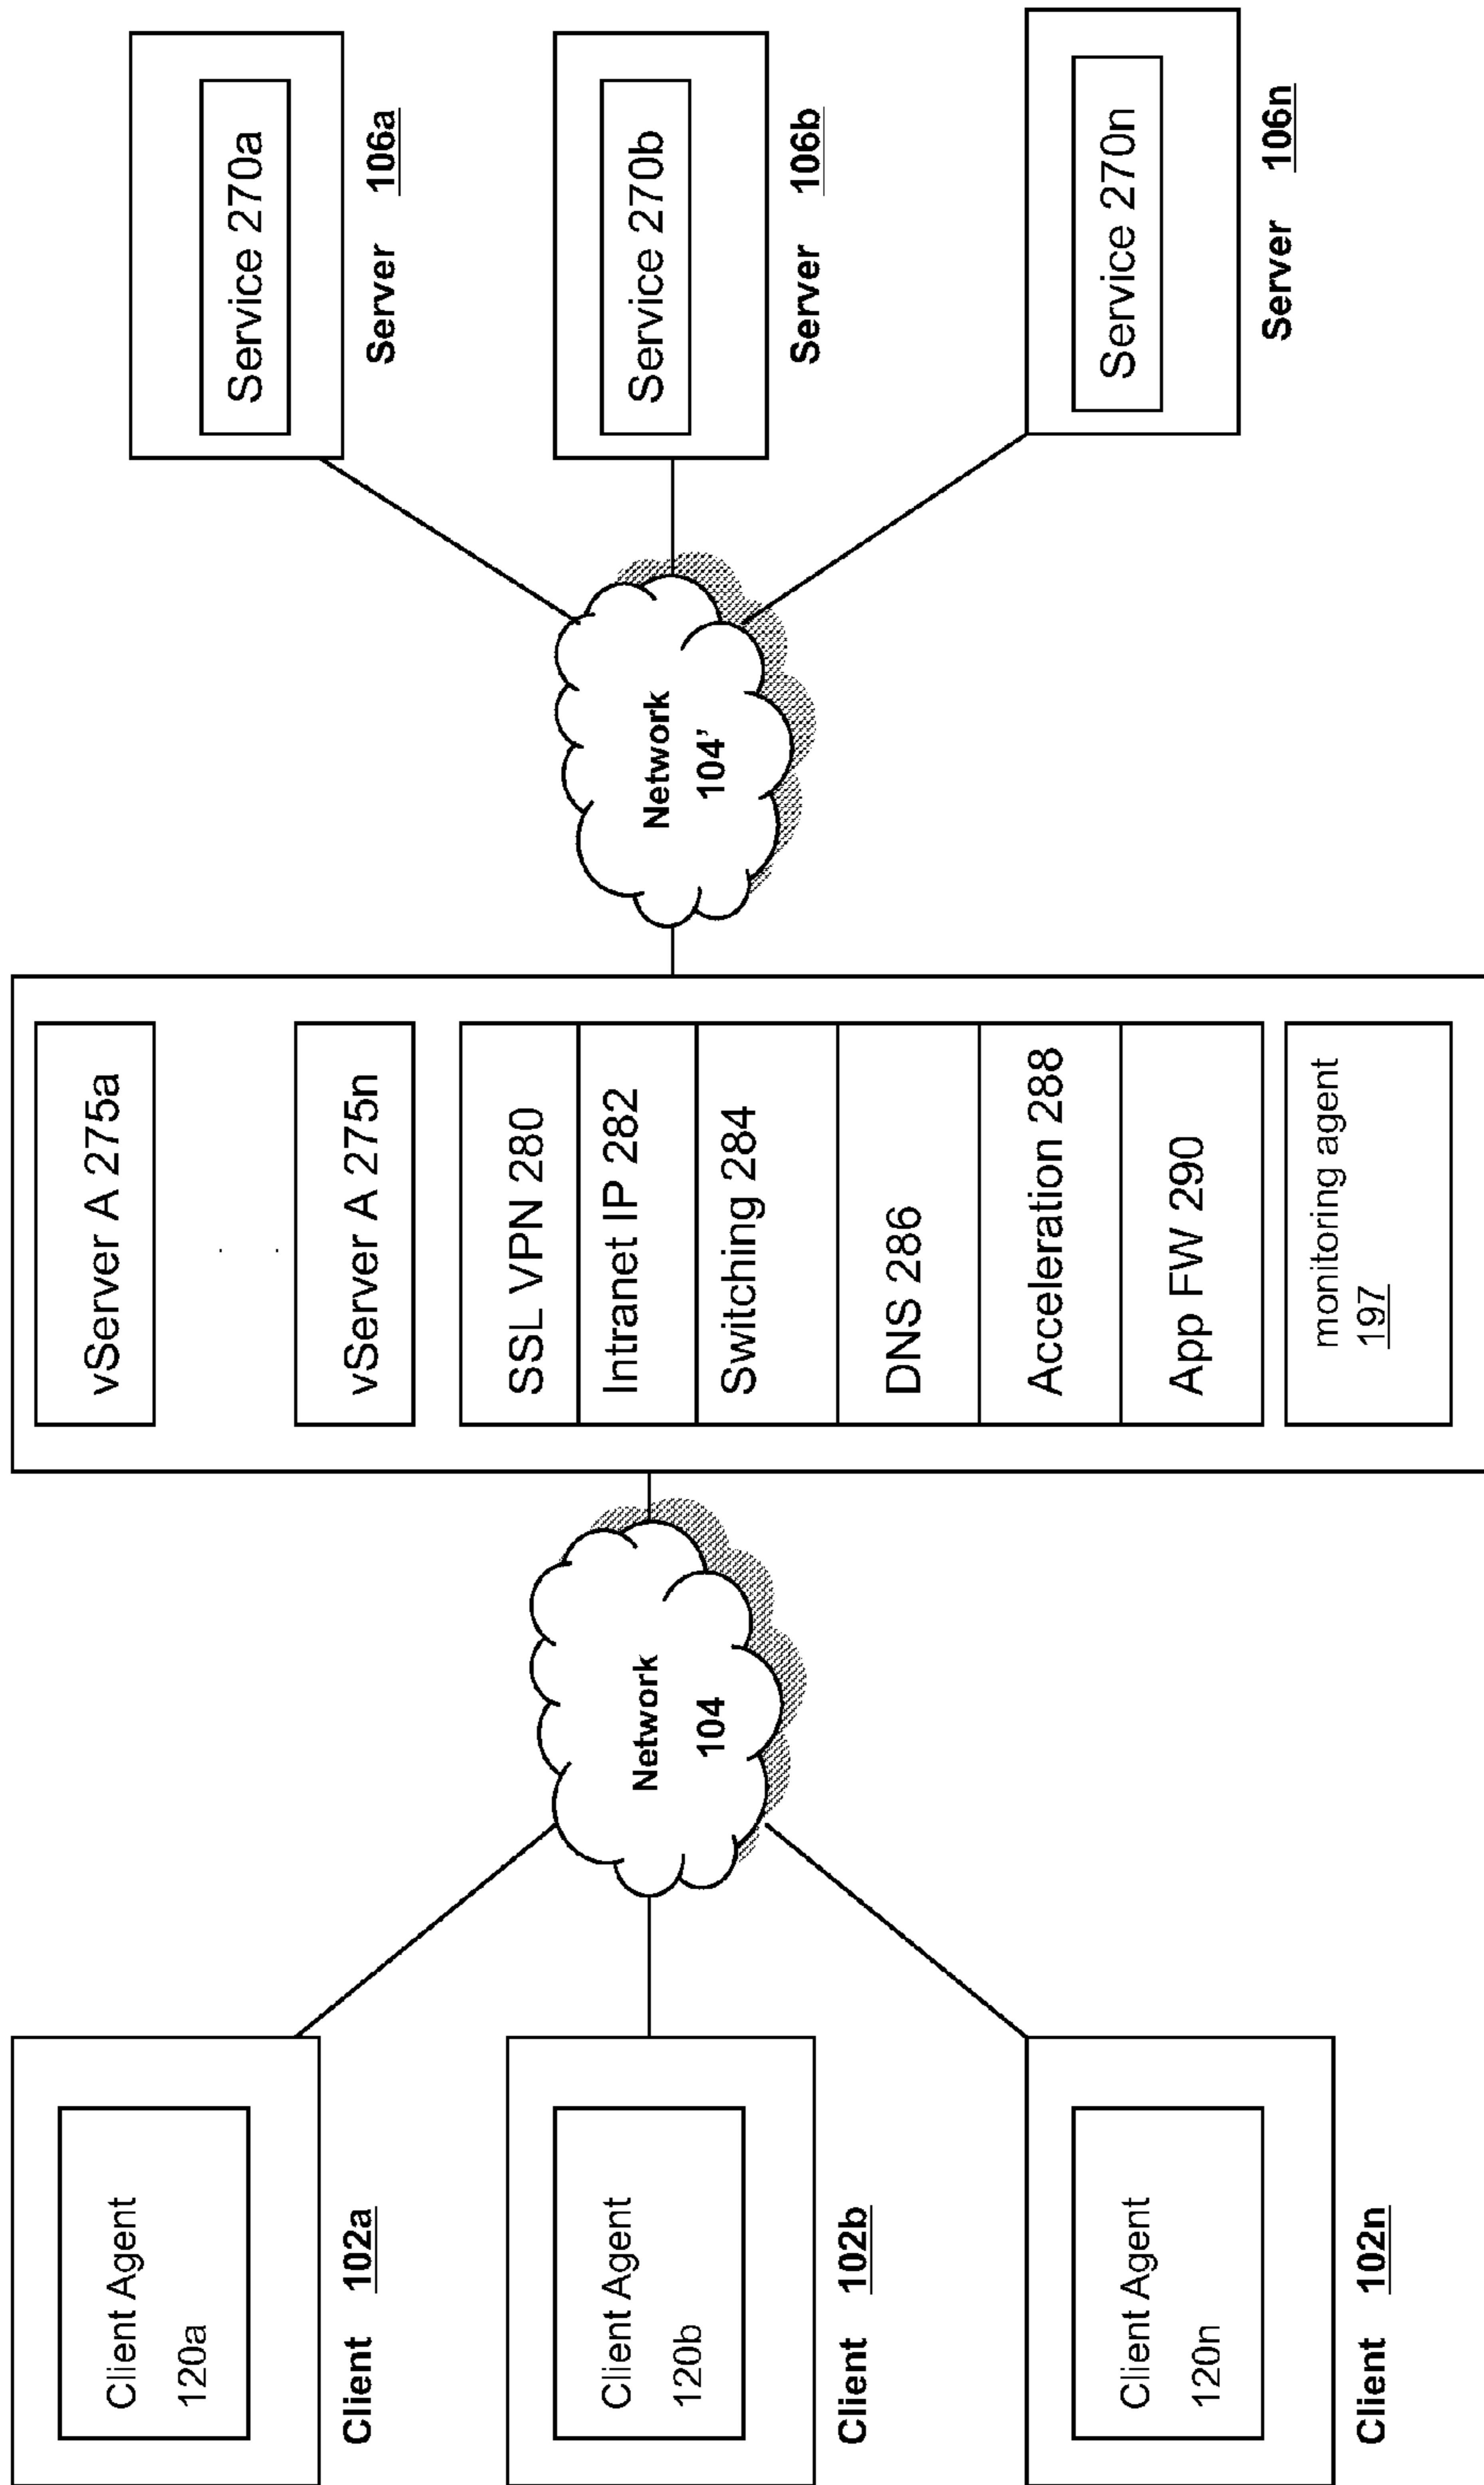 Client Agent
120a
Client 102a
Client Agent
120b
Client 102b
Client Agent
120n
Client 102n
Network
104
vServer A 275a
vServer A 275n
SSL VPN 280
Intranet IP 282
Switching 284
DNS 286
Acceleration 288
App FW 290
monitoring agent
197
Network
104'
Service 270a
Server 106a
Service 270b
Server 106b
Service 270n
Server 106n